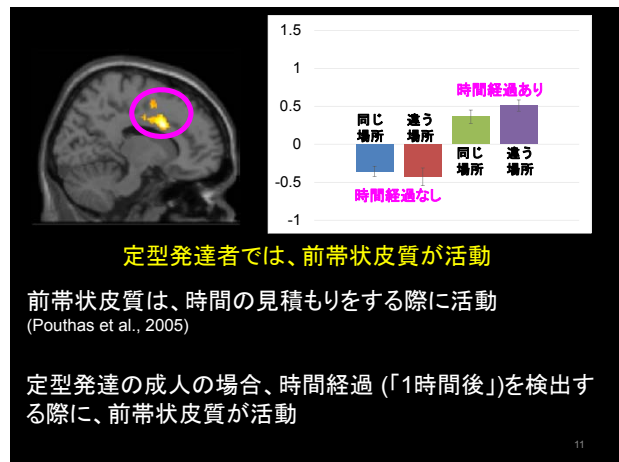 1.5
1
0.5
0
-0.5
-1
時間経過あり
同じ
場所
違う
場所
同じ
場所
違う
場所
時間経過なし
定型発達者では、前帯状皮質が活動
前帯状皮質は、時間の見積もりをする際に活動
(Pouthas et al., 2005)
定型発達の成人の場合、時間経過 (「1時間後」)を検出す
る際に、前帯状皮質が活動
11